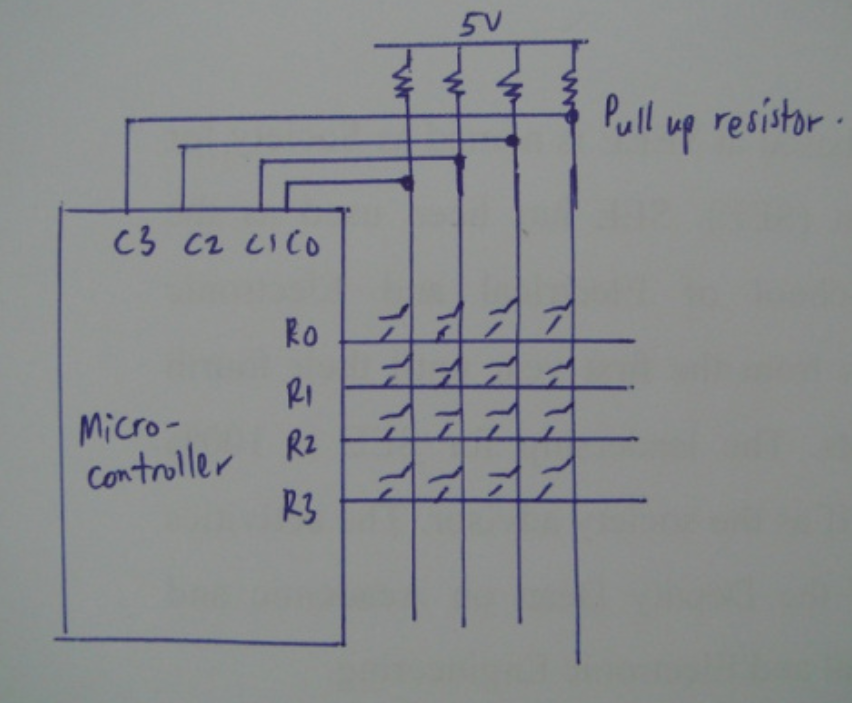 5V
Pull up resistor.
C3 C2 C1 C0
R0
R1
Micro-
R2
controller
R3